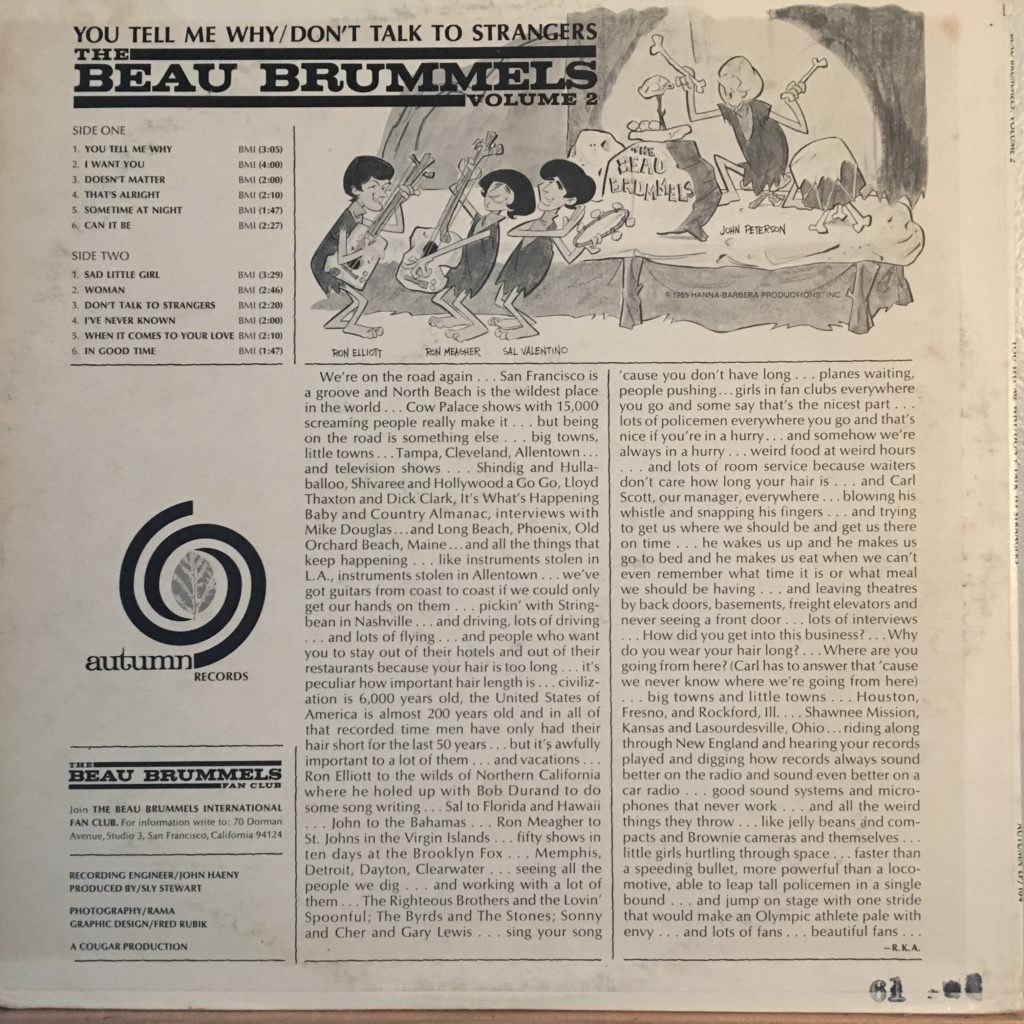 YOU TELL ME WHY/DON'T TALK TO STRANGERS
THE
BEAU BRUMMELS
VOLUME 2
SIDE ONE
1. YOU TELL ME WHY BMI (3:05)
2. I WANT YOU BMI (4:00)
3. DOESN'T MATTER BMI (2:00)
4. THAT'S ALRIGHT BMI (2:10)
5. SOMETIME AT NIGHT BMI (1:47)
6. CAN IT BE BMI (2:27)
SIDE TWO
1. SAD LITTLE GIRL BMI (3:29)
2. WOMAN BMI (2:46)
3. DON'T TALK TO STRANGERS BMI (2:20)
4. I'VE NEVER KNOWN BMI (2:00)
5. WHEN IT COMES TO YOUR LOVE BMI (2:10)
6. IN GOOD TIME BMI (1:47)
THE
BEAU
BRUMMELS
JOHN PETERSON
© 1965 HANNA-BARBERA PRODUCTIONS, INC.
RON ELLIOTT
RON MEAGHER
SAL VALENTINO
We're on the road again . . . San Francisco is
a groove and North Beach is the wildest place
in the world . . . Cow Palace shows with 15,000
screaming people really make it . . . but being
on the road is something else . . . big towns,
little towns . . . Tampa, Cleveland, Allentown . . .
and television shows . . . Shindig and Hulla-
balloo, Shivaree and Hollywood a Go Go, Lloyd
Thaxton and Dick Clark, It's What's Happening
Baby and Country Almanac, interviews with
Mike Douglas . . . and Long Beach, Phoenix, Old
Orchard Beach, Maine . . . and all the things that
keep happening . . . like instruments stolen in
L.A., instruments stolen in Allentown . . . we've
got guitars from coast to coast if we could only
get our hands on them . . . pickin' with String-
bean in Nashville . . . and driving, lots of driving
. . . and lots of flying . . . and people who want
you to stay out of their hotels and out of their
restaurants because your hair is too long . . . it's
peculiar how important hair length is . . . civiliz-
ation is 6,000 years old, the United States of
America is almost 200 years old and in all of
that recorded time men have only had their
hair short for the last 50 years . . . but it's awfully
important to a lot of them . . . and vacations . . .
Ron Elliott to the wilds of Northern California
where he holed up with Bob Durand to do
some song writing . . . Sal to Florida and Hawaii
. . . John to the Bahamas . . . Ron Meagher to
St. Johns in the Virgin Islands . . . fifty shows in
ten days at the Brooklyn Fox . . . Memphis,
Detroit, Dayton, Clearwater . . . seeing all the
people we dig . . . and working with a lot of
them . . . The Righteous Brothers and the Lovin'
Spoonful; The Byrds and The Stones; Sonny
and Cher and Gary Lewis . . . sing your song
'cause you don't have long . . . planes waiting,
people pushing . . . girls in fan clubs everywhere
you go and some say that's the nicest part . . .
lots of policemen everywhere you go and that's
nice if you're in a hurry . . . and somehow we're
always in a hurry . . . weird food at weird hours
. . . and lots of room service because waiters
don't care how long your hair is . . . and Carl
Scott, our manager, everywhere . . . blowing his
whistle and snapping his fingers . . . and trying
to get us where we should be and get us there
on time . . . he wakes us up and he makes us
go to bed and he makes us eat when we can't
even remember what time it is or what meal
we should be having . . . and leaving theatres
by back doors, basements, freight elevators and
never seeing a front door . . . lots of interviews
. . . How did you get into this business? . . . Why
do you wear your hair long? . . . Where are you
going from here? (Carl has to answer that 'cause
we never know where we're going from here)
. . . big towns and little towns . . . Houston,
Fresno, and Rockford, Ill. . . . Shawnee Mission,
Kansas and Lasourdesville, Ohio . . . riding along
through New England and hearing your records
played and digging how records always sound
better on the radio and sound even better on a
car radio . . . good sound systems and micro-
phones that never work . . . and all the weird
things they throw . . . like jelly beans and com-
pacts and Brownie cameras and themselves . . .
little girls hurtling through space . . . faster than
a speeding bullet, more powerful than a loco-
motive, able to leap tall policemen in a single
bound . . . and jump on stage with one stride
that would make an Olympic athlete pale with
envy . . . and lots of fans . . . beautiful fans . . .
—R.K.A.
autumn
RECORDS
THE
BEAU BRUMMELS
FAN CLUB
Join THE BEAU BRUMMELS INTERNATIONAL
FAN CLUB. For information write to: 70 Dorman
Avenue, Studio 3, San Francisco, California 94124
RECORDING ENGINEER/JOHN HAENY
PRODUCED BY/SLY STEWART
PHOTOGRAPHY/RAMA
GRAPHIC DESIGN/FRED RUBIK
A COUGAR PRODUCTION
61